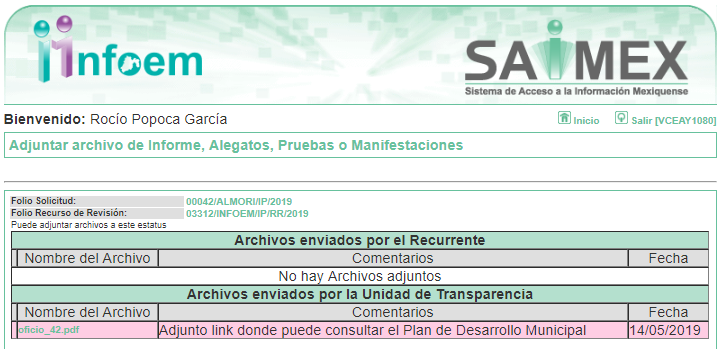 infoem
SAIMEX
Sistema de Acceso a la Información Mexiquense
Bienvenido: Rocío Popoca García
Inicio Salir [VCEAY1080]
Adjuntar archivo de Informe, Alegatos, Pruebas o Manifestaciones
Folio Solicitud: 00042/ALMORI/IP/2019
Folio Recurso de Revisión: 03312/INFOEM/IP/RR/2019
Puede adjuntar archivos a este estatus
Archivos enviados por el Recurrente
Nombre del Archivo Comentarios Fecha
No hay Archivos adjuntos
Archivos enviados por la Unidad de Transparencia
Nombre del Archivo Comentarios Fecha
oficio_42.pdf Adjunto link donde puede consultar el Plan de Desarrollo Municipal 14/05/2019